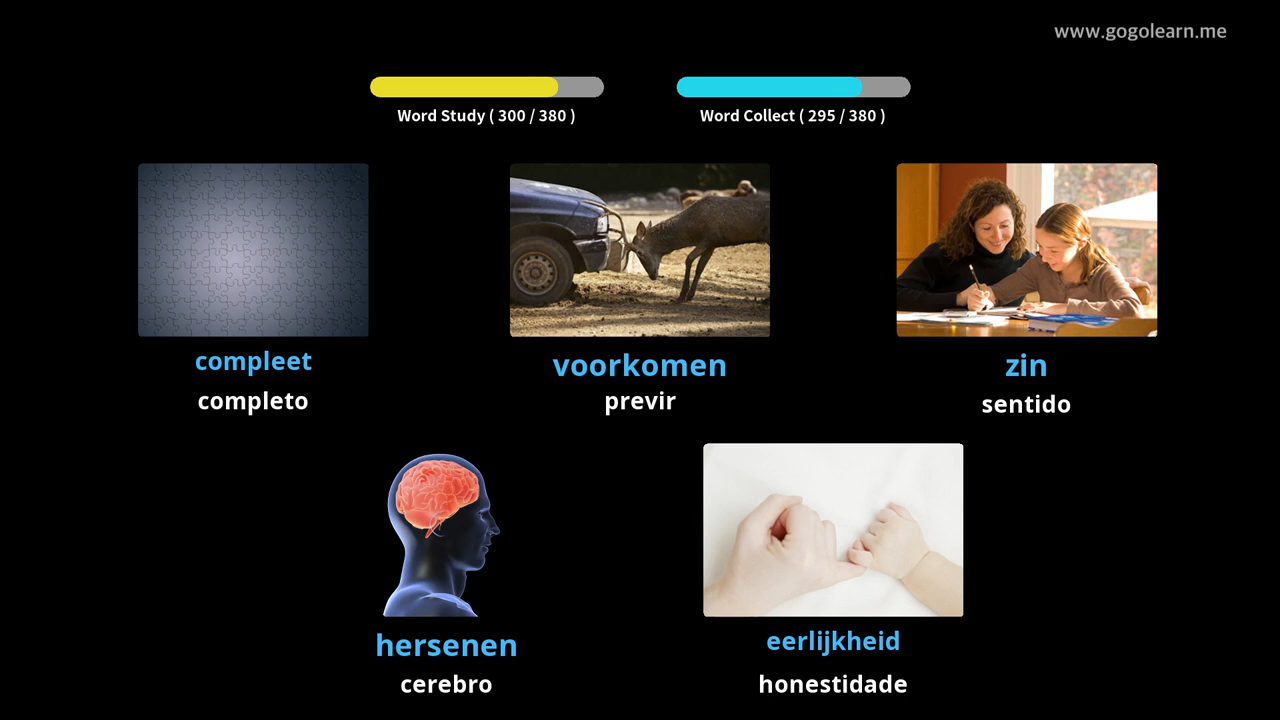 www.gogolearn.me
Word Study ( 300 / 380 )
Word Collect ( 295 / 380 )
compleet
completo
voorkomen
previr
zin
sentido
hersenen
cerebro
eerlijkheid
honestidade